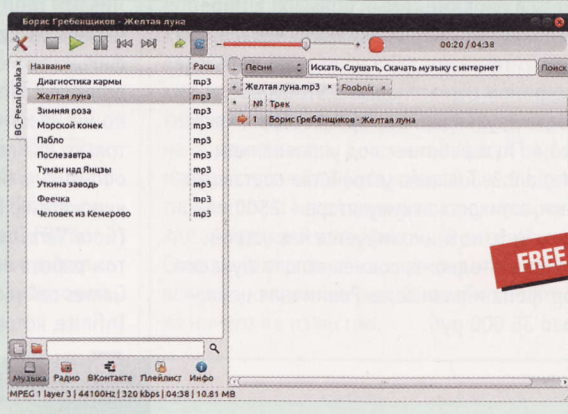 Борис Гребенщиков - Желтая луна
- + 00:20 / 04:38
BG_Pesni rybaka ×
Название Расш
Диагностика кармы mp3
Желтая луна mp3
Зимняя роза mp3
Морской конек mp3
Пабло mp3
Послезавтра mp3
Туман над Янцзы mp3
Уткина заводь mp3
Феечка mp3
Человек из Кемерово mp3
Песни Искать, Слушать, Скачать музыку с интернет Поиск
+ Желтая луна.mp3 × Foobnix ×
* № Трек
1 Борис Гребенщиков - Желтая луна
FREE
Музыка Радио ВКонтакте Плейлист Инфо
MPEG 1 layer 3 | 44100Hz | 320 kbps | 04:38 | 10.81 MB